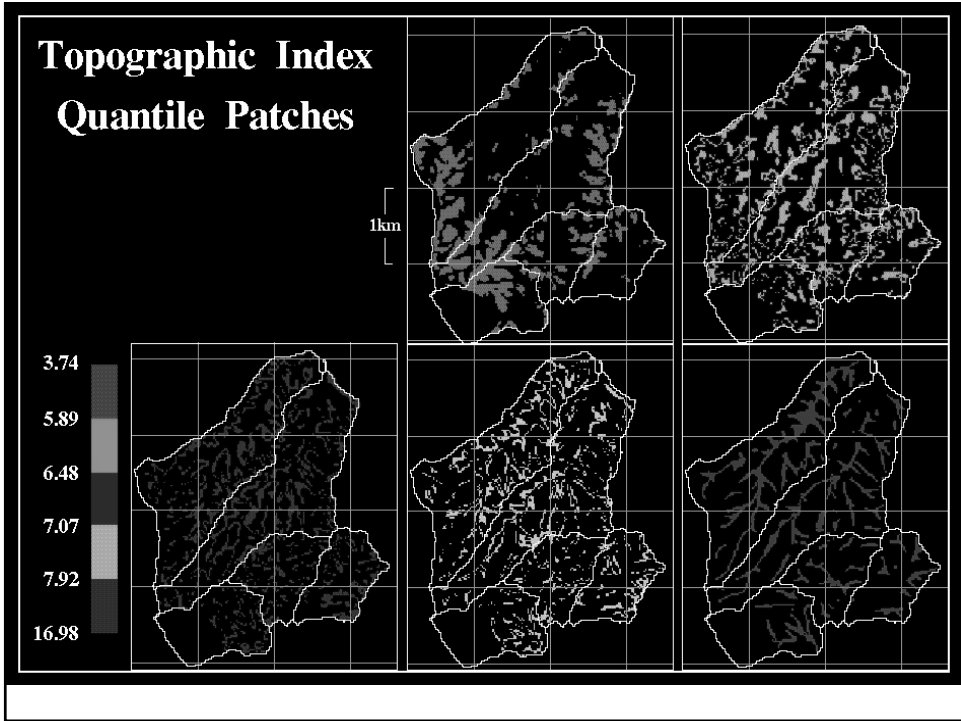 Topographic Index
Quantile Patches
1km
3.74
5.89
6.48
7.07
7.92
16.98